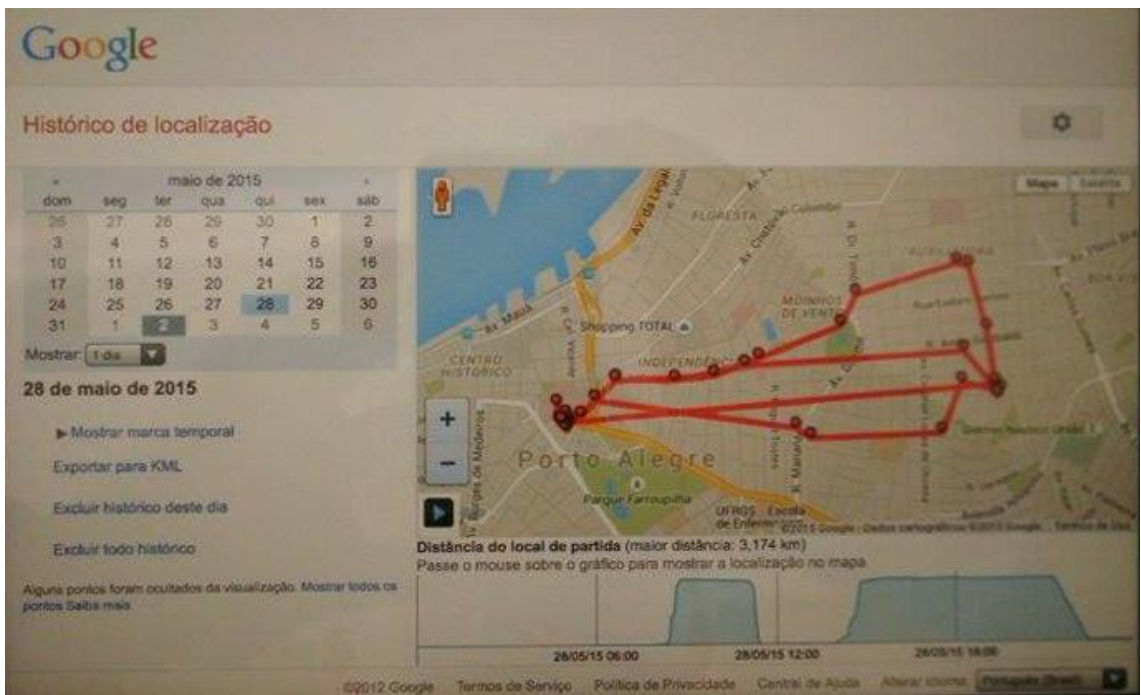 Google
Histórico de localização
maio de 2015
dom seg ter qua qui sex sáb
26 27 28 29 30 1 2
3 4 5 6 7 8 9
10 11 12 13 14 15 16
17 18 19 20 21 22 23
24 25 26 27 28 29 30
31 1 2 3 4 5 6
Mostrar: 1 dia
28 de maio de 2015
Mostrar marca temporal
Exportar para KML
Excluir histórico deste dia
Excluir todo histórico
Alguns pontos foram ocultados da visualização. Mostrar todos os
pontos Saiba mais
Mapa Satélite
FLORESTA
Av. Cristóvão Colombo
AUXILIADORA
MOINHOS
DE VENTO
Av. Mauá
Shopping TOTAL
CENTRO
HISTÓRICO
INDEPENDÊNCIA
Porto Alegre
Parque Farroupilha
UFRGS - Escola
Distância do local de partida (maior distância: 3,174 km)
Passe o mouse sobre o gráfico para mostrar a localização no mapa
28/05/15 06:00
28/05/15 12:00
28/05/15 18:00
©2012 Google Termos de Serviço Política de Privacidade Central de Ajuda Alterar idioma: Português (Brasil)